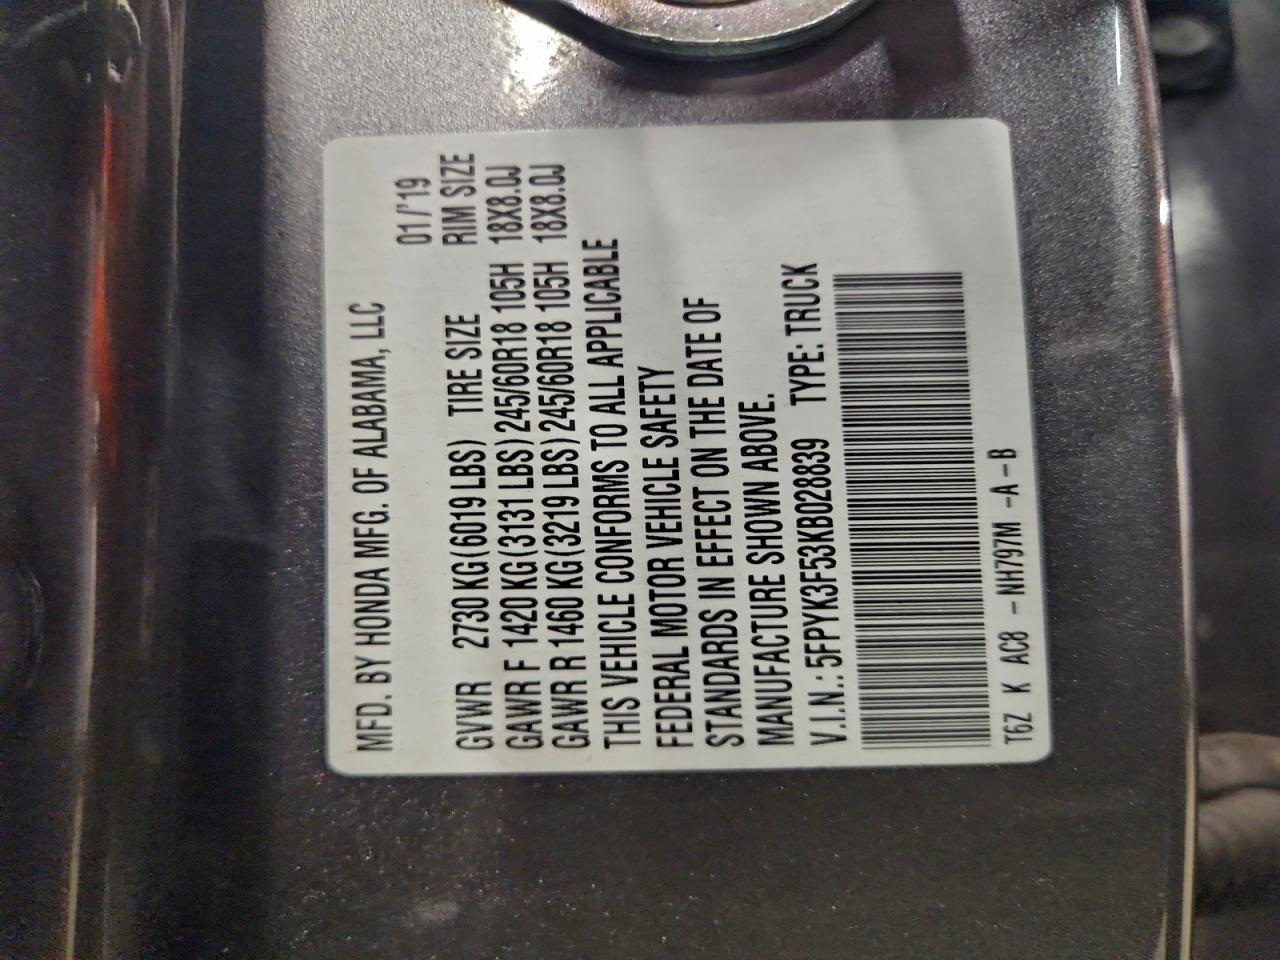 MFD. BY HONDA MFG. OF ALABAMA, LLC
01/'19
GVWR 2730 KG(6019 LBS) TIRE SIZE RIM SIZE
GAWR F 1420 KG(3131 LBS) 245/60R18 105H 18X8.0J
GAWR R 1460 KG(3219 LBS) 245/60R18 105H 18X8.0J
THIS VEHICLE CONFORMS TO ALL APPLICABLE
FEDERAL MOTOR VEHICLE SAFETY
STANDARDS IN EFFECT ON THE DATE OF
MANUFACTURE SHOWN ABOVE.
V.I.N.: 5FPYK3F53KB028839 TYPE: TRUCK
T6Z K AC8 - NH797M -A-B